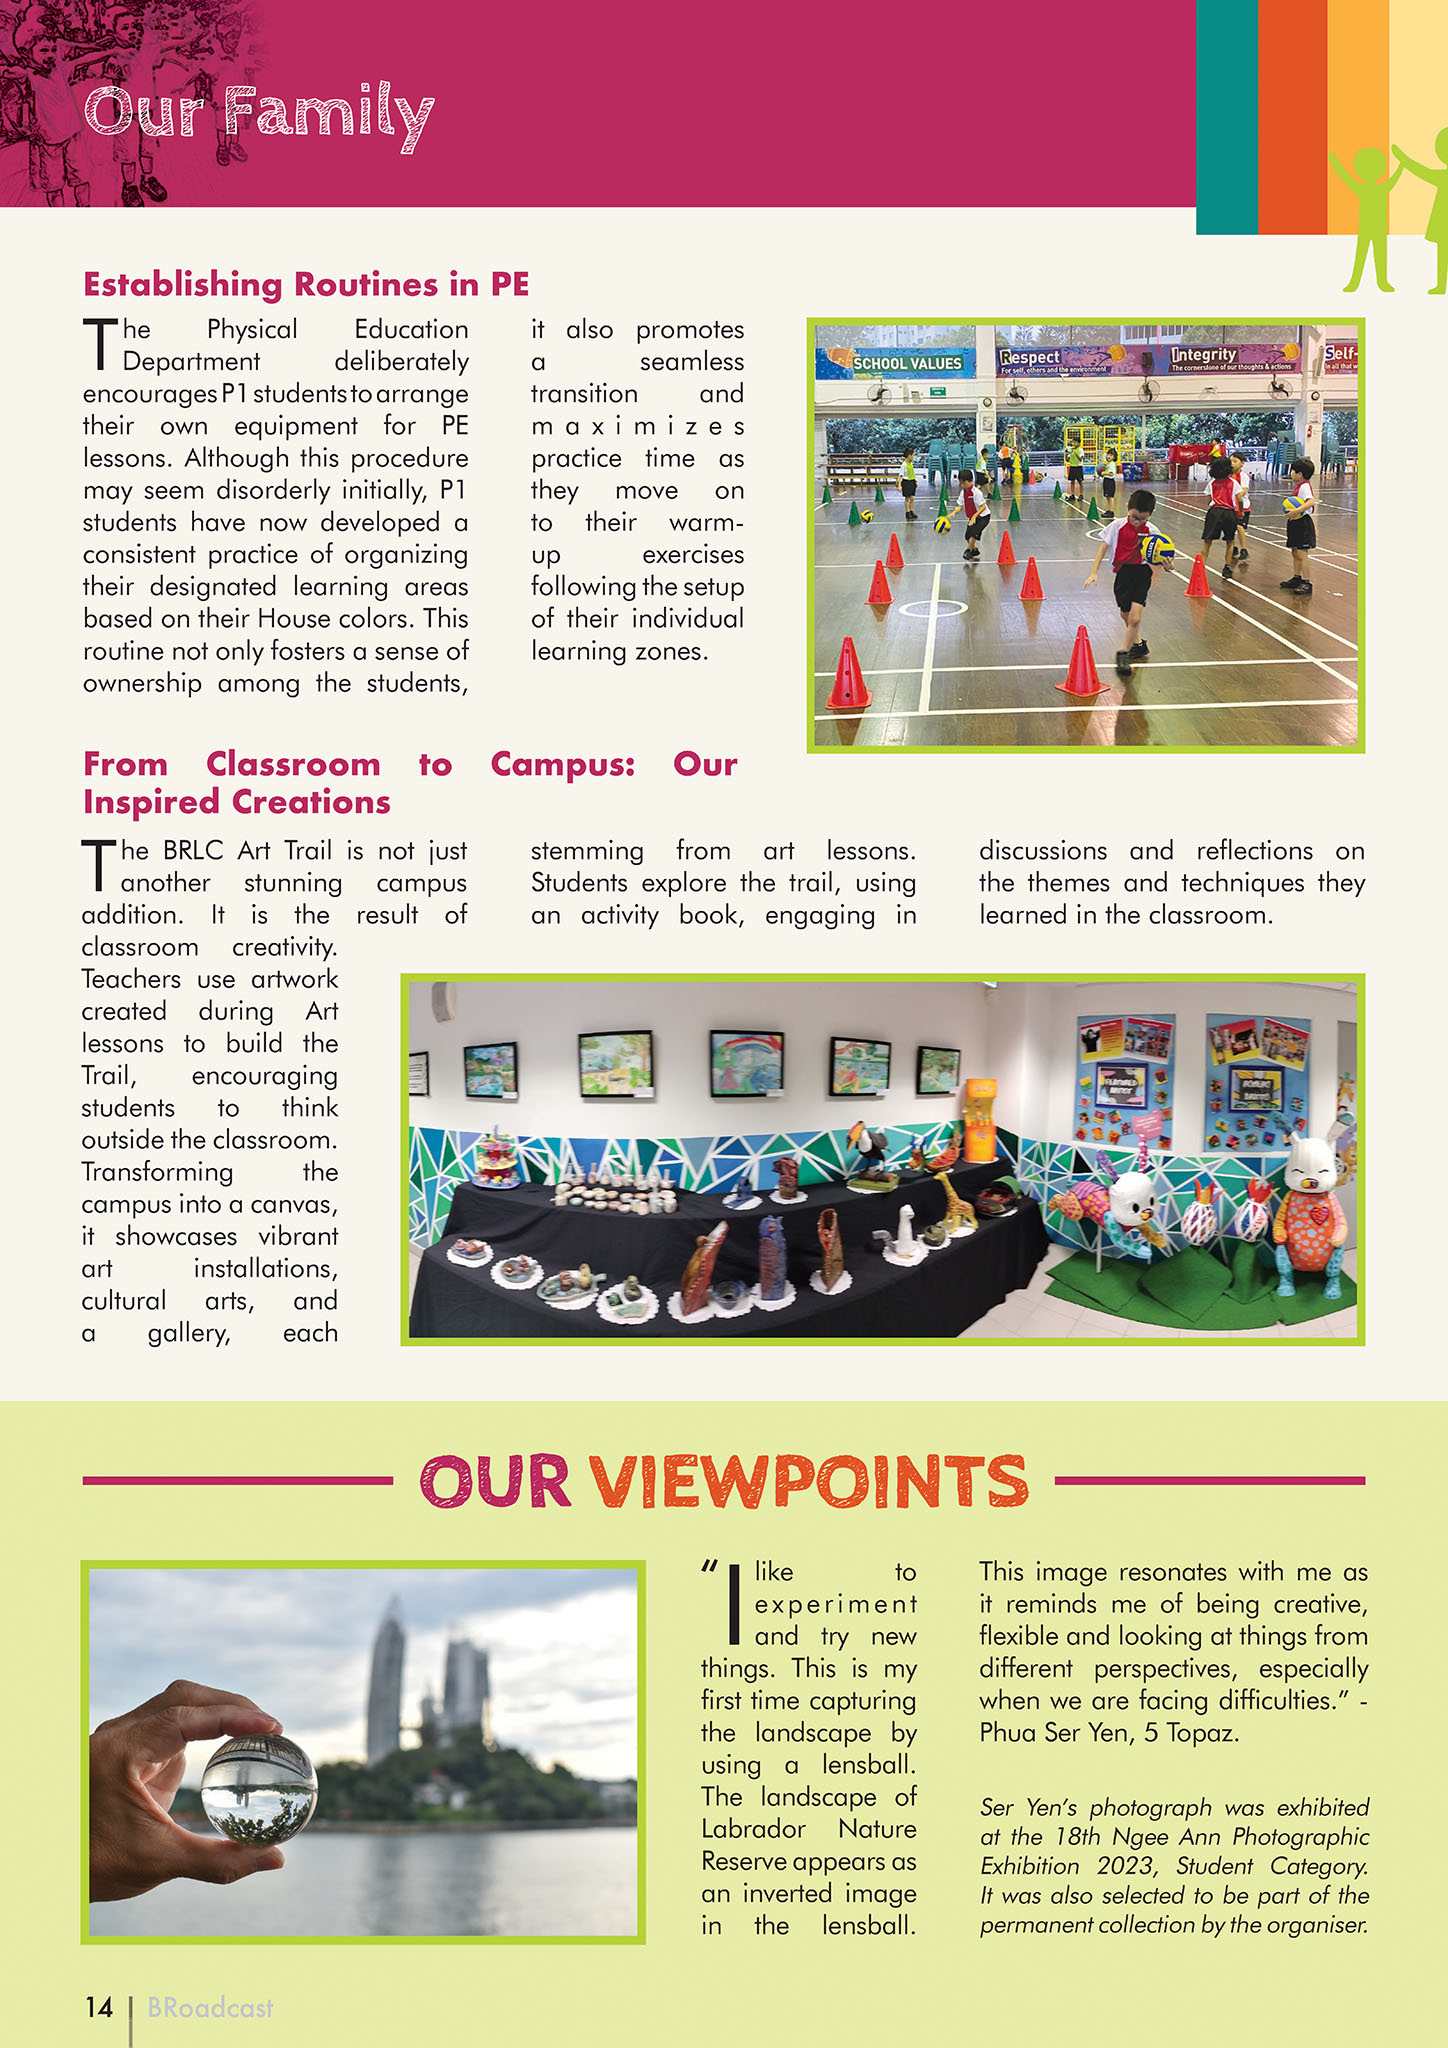 Our Family
Establishing Routines in PE
The Physical Education
Department deliberately
encourages P1 students to arrange
their own equipment for PE
lessons. Although this procedure
may seem disorderly initially, P1
students have now developed a
consistent practice of organizing
their designated learning areas
based on their House colors. This
routine not only fosters a sense of
ownership among the students,
it also promotes
a seamless
transition and
maximizes
practice time as
they move on
to their warm-
up exercises
following the setup
of their individual
learning zones.
SCHOOL VALUES
Respect
For self, others and the environment
Integrity
The cornerstone of our thoughts & actions
Self-
in all that w
From Classroom to Campus: Our
Inspired Creations
The BRLC Art Trail is not just
another stunning campus
addition. It is the result of
classroom creativity.
Teachers use artwork
created during Art
lessons to build the
Trail, encouraging
students to think
outside the classroom.
Transforming the
campus into a canvas,
it showcases vibrant
art installations,
cultural arts, and
a gallery, each
stemming from art lessons.
Students explore the trail, using
an activity book, engaging in
discussions and reflections on
the themes and techniques they
learned in the classroom.
FEATURED
ARTIST
ROMERO
BRITTO
OUR VIEWPOINTS
"I like to
experiment
and try new
things. This is my
first time capturing
the landscape by
using a lensball.
The landscape of
Labrador Nature
Reserve appears as
an inverted image
in the lensball.
This image resonates with me as
it reminds me of being creative,
flexible and looking at things from
different perspectives, especially
when we are facing difficulties." -
Phua Ser Yen, 5 Topaz.
Ser Yen's photograph was exhibited
at the 18th Ngee Ann Photographic
Exhibition 2023, Student Category.
It was also selected to be part of the
permanent collection by the organiser.
14 BRoadcast